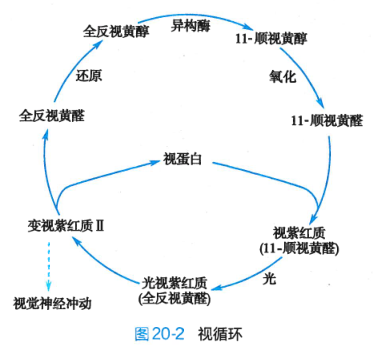 全反视黄醇
异构酶
11-顺视黄醇
还原
氧化
全反视黄醛
11-顺视黄醛
视蛋白
变视紫红质Ⅱ
视紫红质
(11-顺视黄醛)
光
光视紫红质
(全反视黄醛)
视觉神经冲动
图20-2 视循环